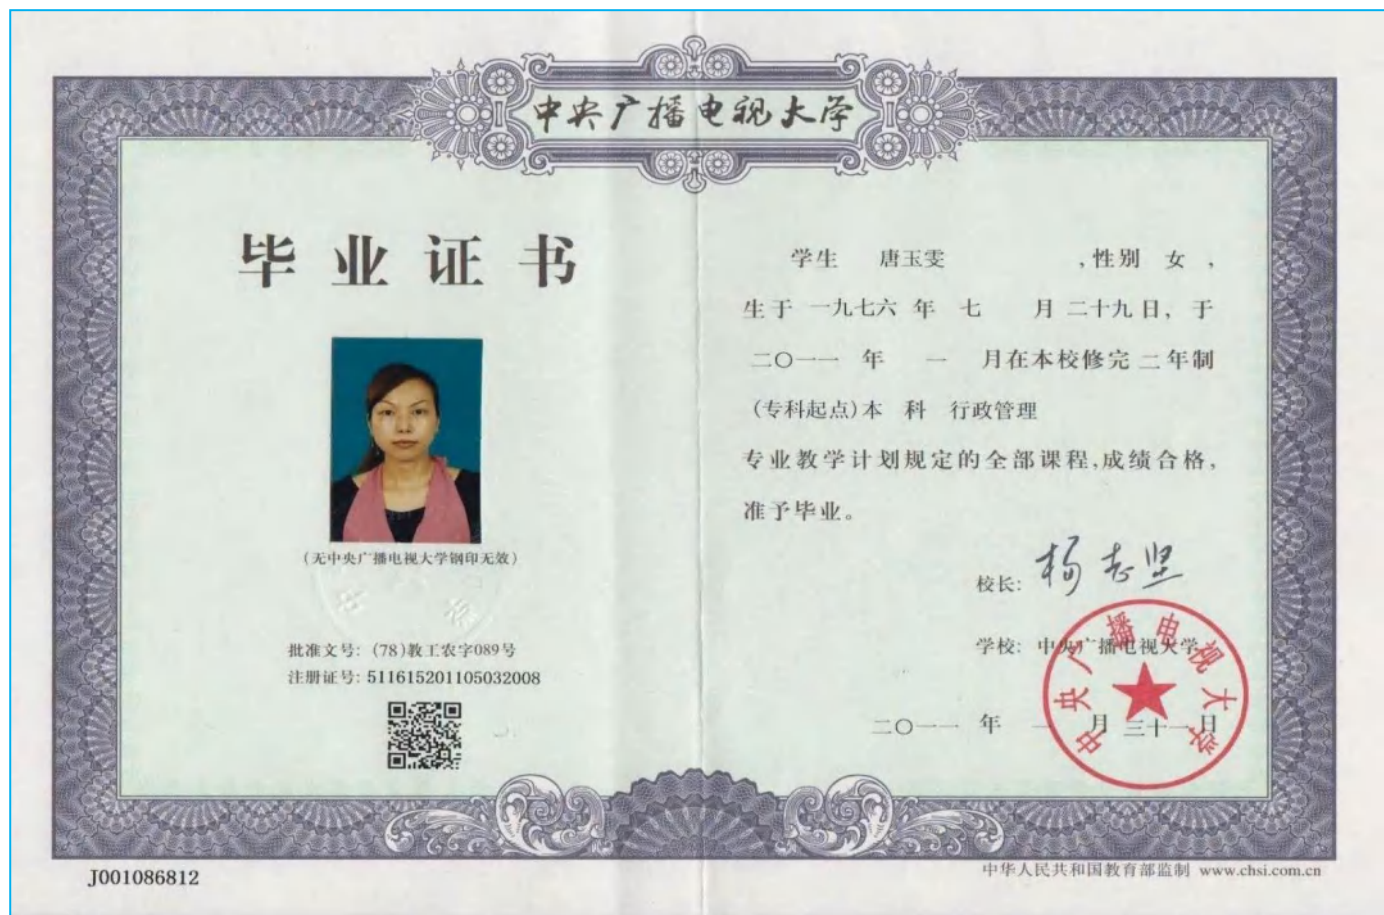 中央广播电视大学
毕业证书
(无中央广播电视大学钢印无效)
批准文号: (78)教工农字089号
注册证号: 511615201105032008
J001086812
学生 唐玉雯 ,性别 女 ,
生于 一九七六 年 七 月 二十九 日, 于
二〇一一 年 一 月在本校修完 二年制
(专科起点)本 科 行政管理
专业教学计划规定的全部课程,成绩合格,
准予毕业。
校长: 杨志坚
学校: 中央广播电视大学
二〇一一 年 一 月 三十一 日
中央广播电视大学
中华人民共和国教育部监制 www.chsi.com.cn